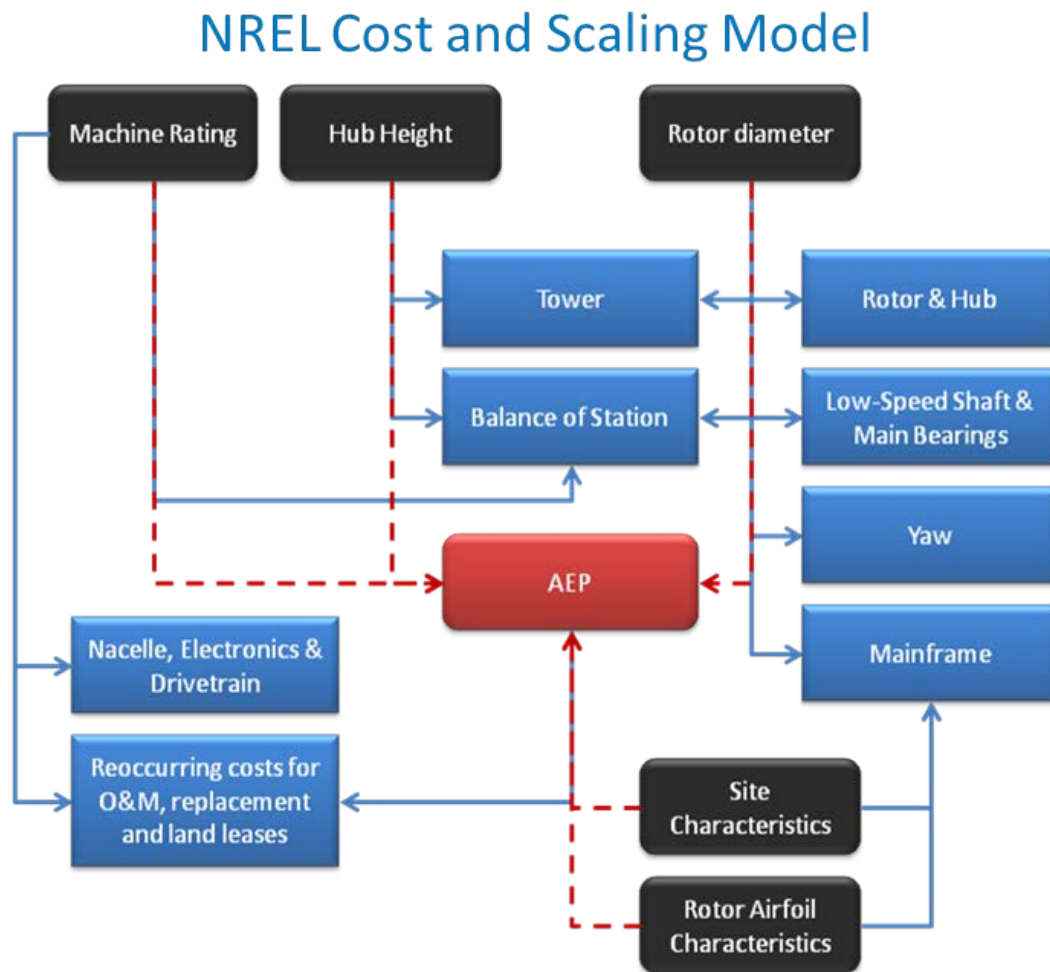 NREL Cost and Scaling Model
Machine Rating
Hub Height
Rotor diameter
Tower
Rotor & Hub
Balance of Station
Low-Speed Shaft &
Main Bearings
Yaw
AEP
Nacelle, Electronics &
Drivetrain
Mainframe
Reoccurring costs for
O&M, replacement
and land leases
Site
Characteristics
Rotor Airfoil
Characteristics